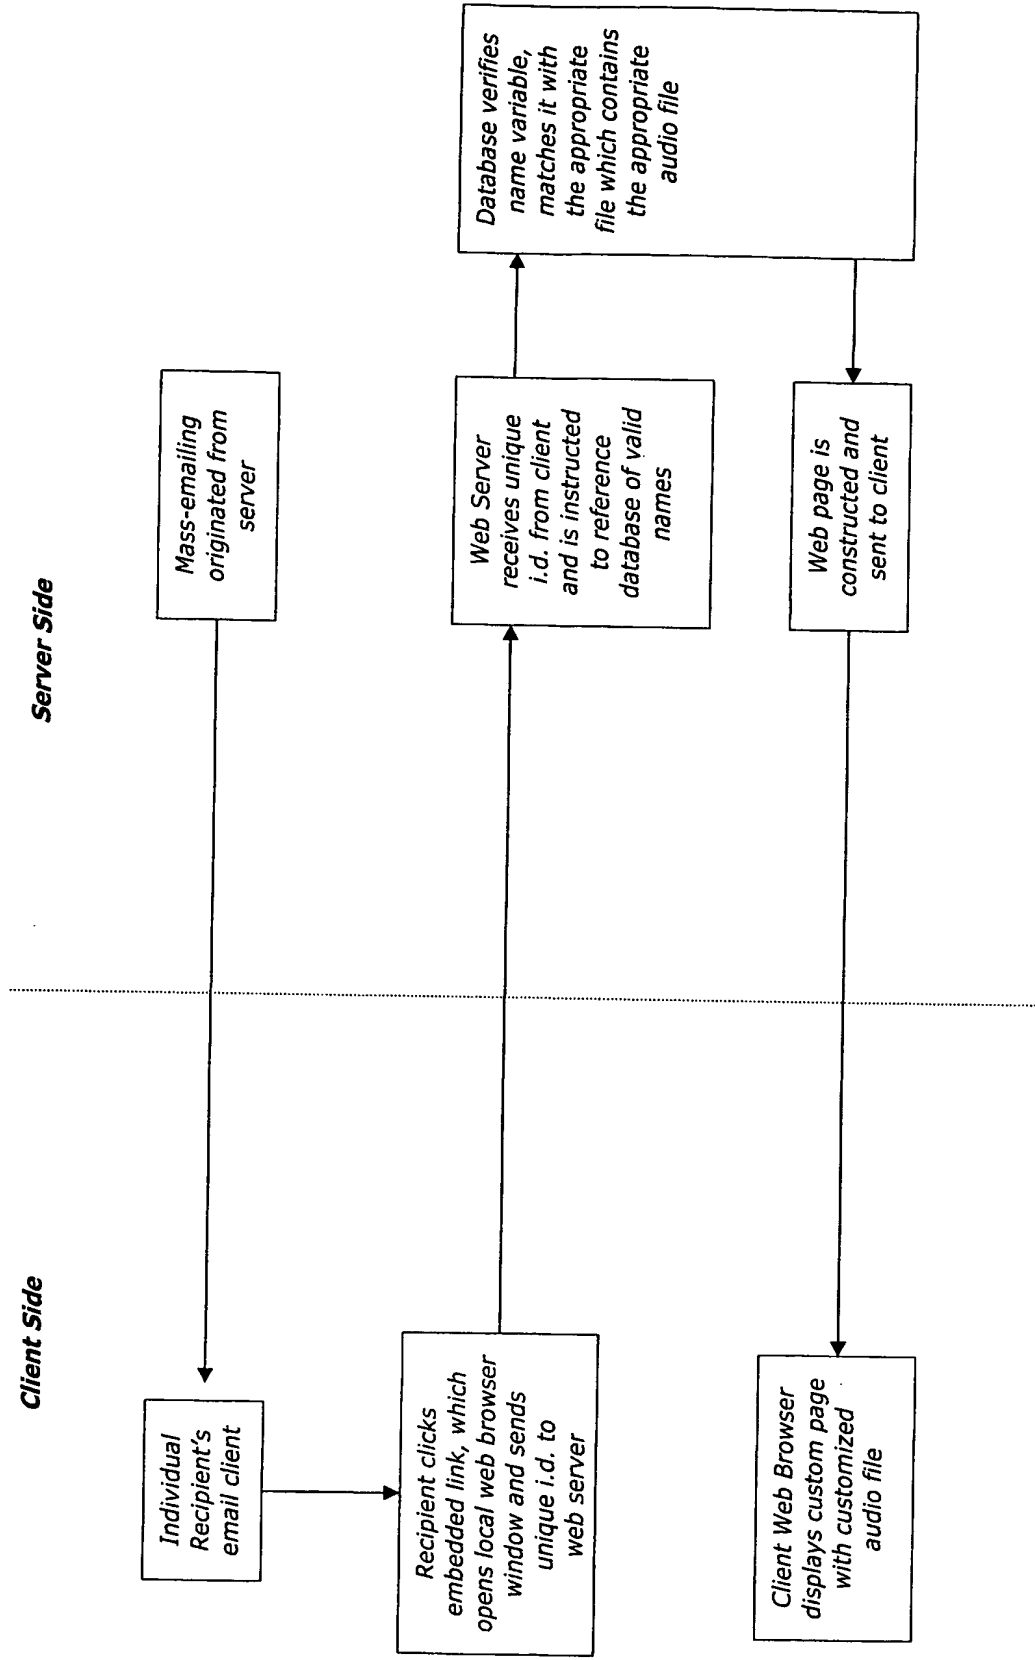 Client Side
Server Side
Individual
Recipient's
email client
Mass-emailing
originated from
server
Recipient clicks
embedded link, which
opens local web browser
window and sends
unique i.d. to
web server
Web Server
receives unique
i.d. from client
and is instructed
to reference
database of valid
names
Database verifies
name variable,
matches it with
the appropriate
file which contains
the appropriate
audio file
Client Web Browser
displays custom page
with customized
audio file
Web page is
constructed and
sent to client